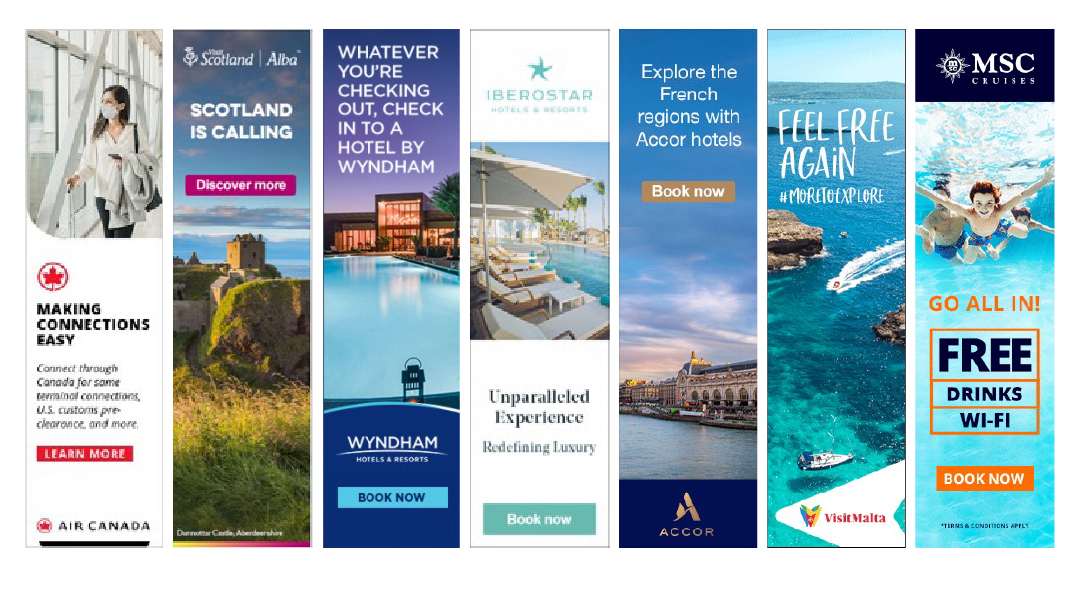 MAKING
CONNECTIONS
EASY
Connect through
Canada for same
terminal connections,
U.S. customs pre-
clearance, and more.
LEARN MORE
AIR CANADA
Visit
Scotland | Alba™
SCOTLAND
IS CALLING
Discover more
Dunnottar Castle, Aberdeenshire
WHATEVER
YOU'RE
CHECKING
OUT, CHECK
IN TO A
HOTEL BY
WYNDHAM
WYNDHAM
HOTELS & RESORTS
BOOK NOW
IBEROSTAR
HOTELS & RESORTS
Unparalleled
Experience
Redefining Luxury
Book now
Explore the
French
regions with
Accor hotels
Book now
ACCOR
FEEL FREE
AGAiN
#MORETOEXPLORE
VisitMalta
MSC
CRUISES
GO ALL IN!
FREE
DRINKS
WI-FI
BOOK NOW
*TERMS & CONDITIONS APPLY